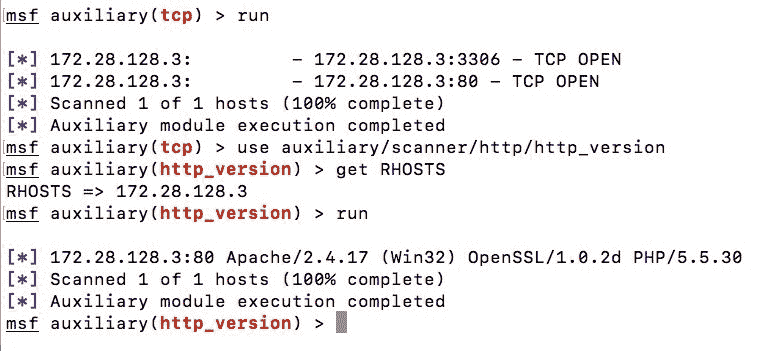 msf auxiliary(tcp) > run
[*] 172.28.128.3:         - 172.28.128.3:3306 - TCP OPEN
[*] 172.28.128.3:         - 172.28.128.3:80 - TCP OPEN
[*] Scanned 1 of 1 hosts (100% complete)
[*] Auxiliary module execution completed
msf auxiliary(tcp) > use auxiliary/scanner/http/http_version
msf auxiliary(http_version) > get RHOSTS
RHOSTS => 172.28.128.3
msf auxiliary(http_version) > run
[*] 172.28.128.3:80 Apache/2.4.17 (Win32) OpenSSL/1.0.2d PHP/5.5.30
[*] Scanned 1 of 1 hosts (100% complete)
[*] Auxiliary module execution completed
msf auxiliary(http_version) >